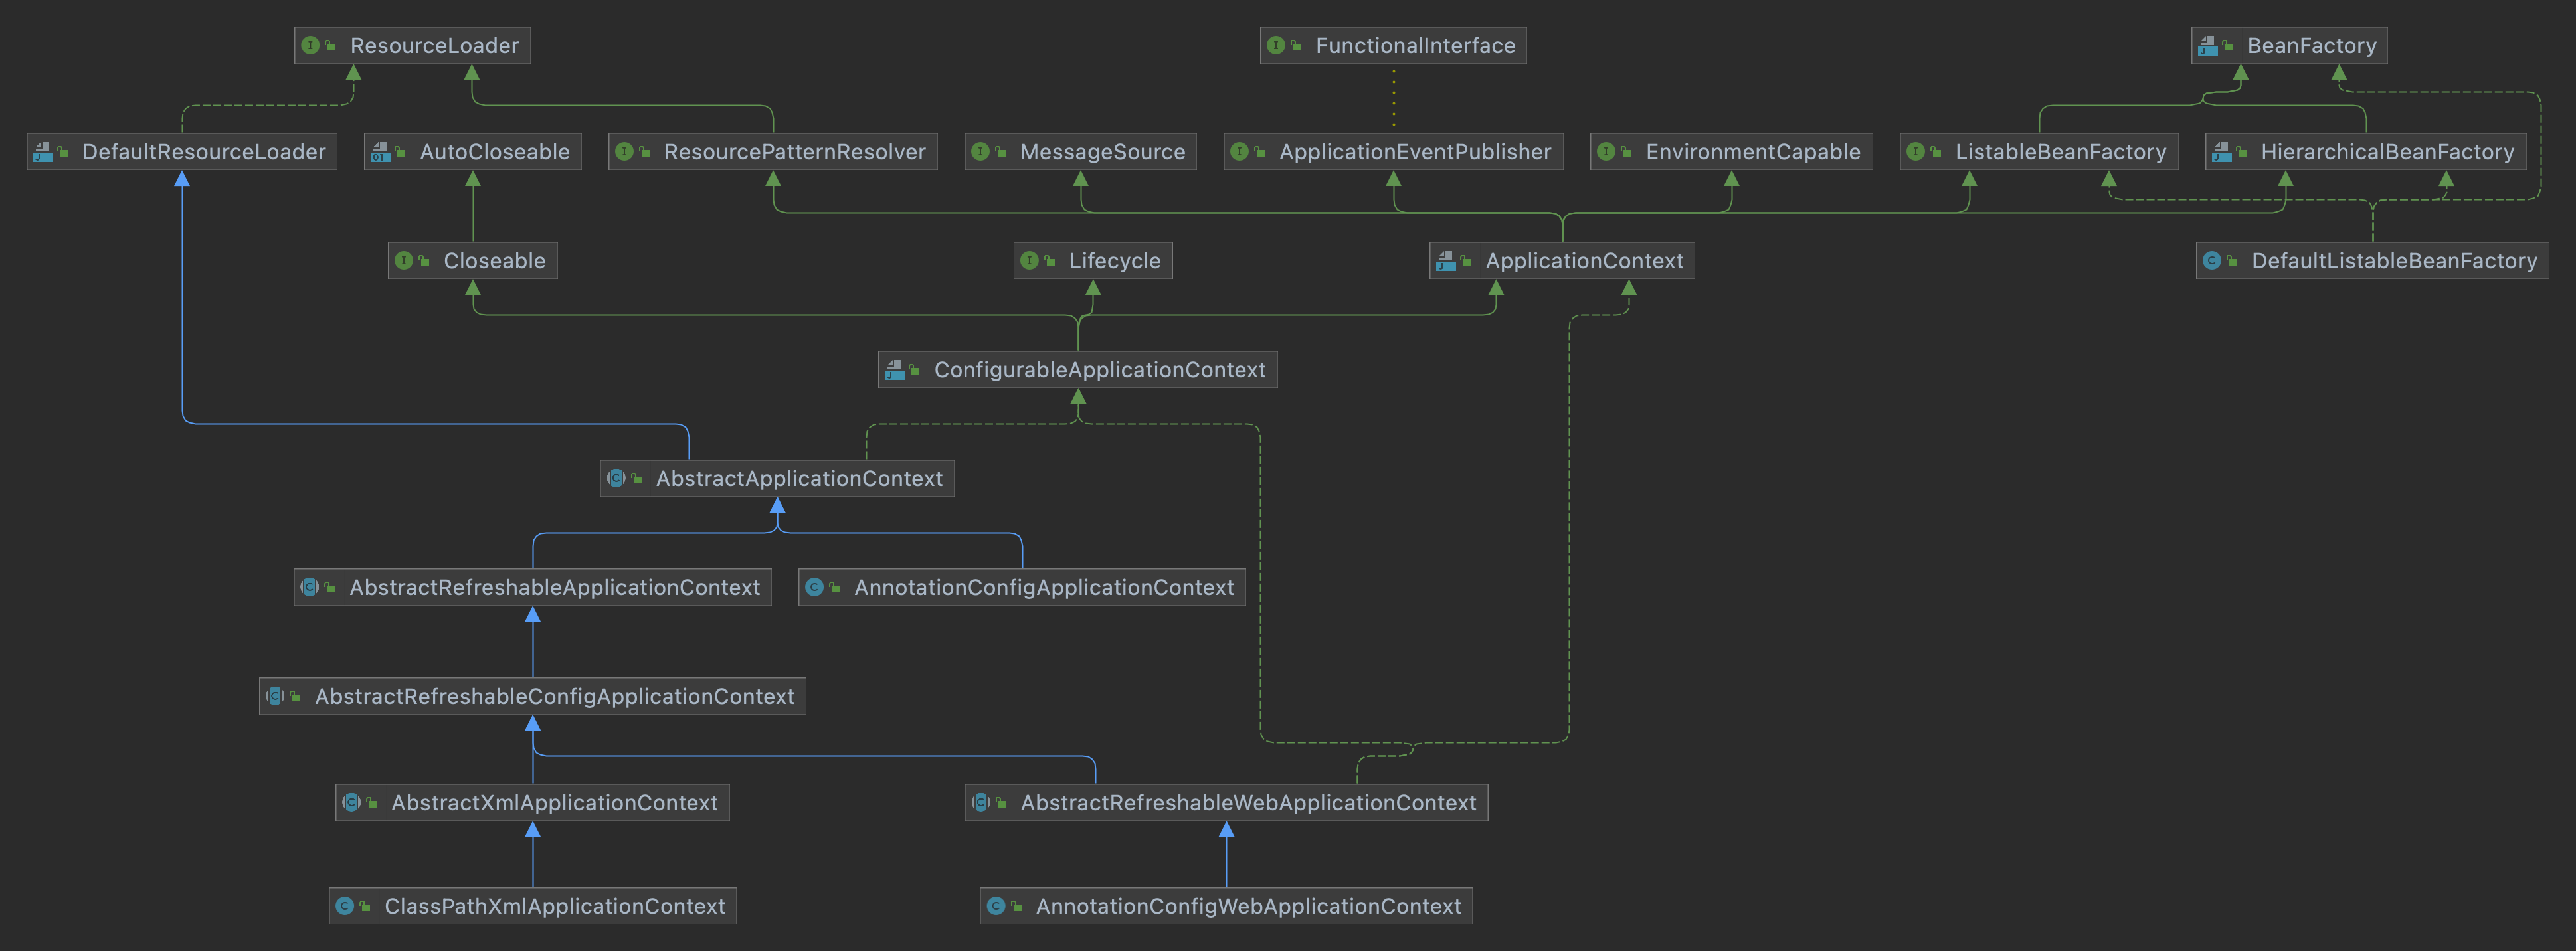 ResourceLoader
FunctionalInterface
BeanFactory
DefaultResourceLoader
AutoCloseable
ResourcePatternResolver
MessageSource
ApplicationEventPublisher
EnvironmentCapable
ListableBeanFactory
HierarchicalBeanFactory
Closeable
Lifecycle
ApplicationContext
DefaultListableBeanFactory
ConfigurableApplicationContext
AbstractApplicationContext
AbstractRefreshableApplicationContext
AnnotationConfigApplicationContext
AbstractRefreshableConfigApplicationContext
AbstractXmlApplicationContext
AbstractRefreshableWebApplicationContext
ClassPathXmlApplicationContext
AnnotationConfigWebApplicationContext